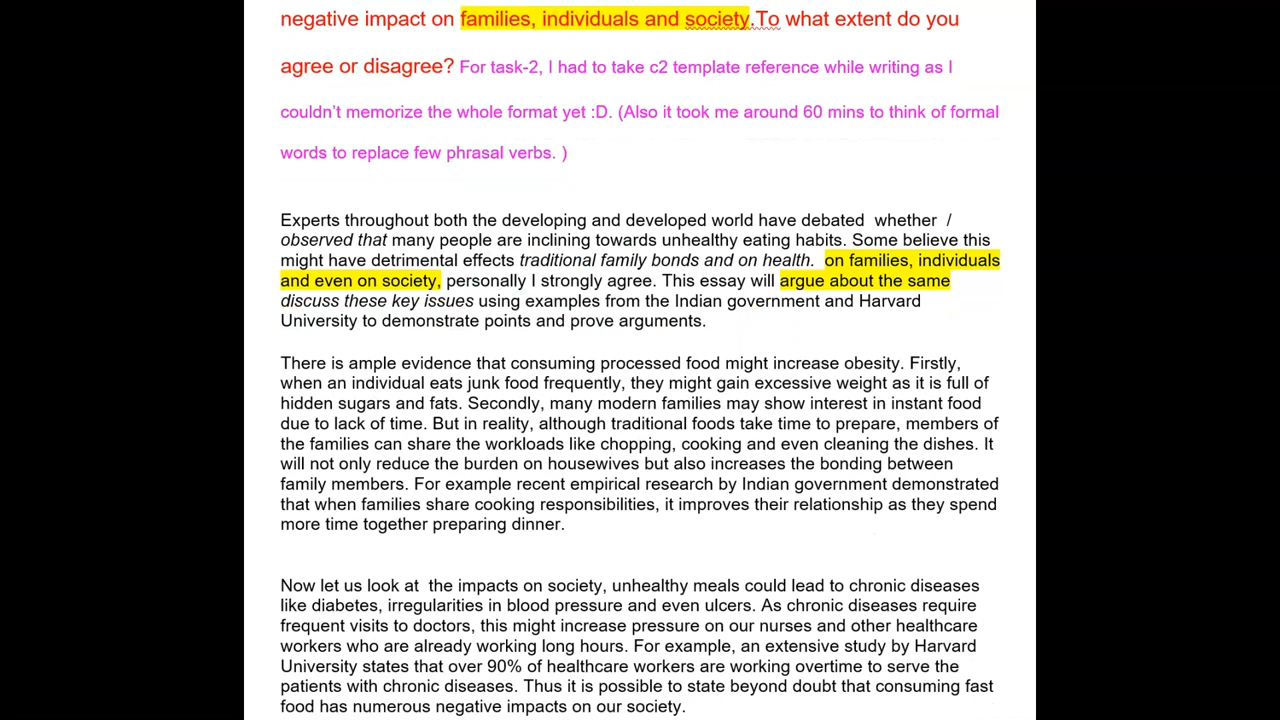 negative impact on families, individuals and society.To what extent do you
agree or disagree? For task-2, I had to take c2 template reference while writing as I
couldn't memorize the whole format yet :D. (Also it took me around 60 mins to think of formal
words to replace few phrasal verbs. )
Experts throughout both the developing and developed world have debated  whether  /
observed that many people are inclining towards unhealthy eating habits. Some believe this
might have detrimental effects traditional family bonds and on health.  on families, individuals
and even on society, personally I strongly agree. This essay will argue about the same
discuss these key issues using examples from the Indian government and Harvard
University to demonstrate points and prove arguments.
There is ample evidence that consuming processed food might increase obesity. Firstly,
when an individual eats junk food frequently, they might gain excessive weight as it is full of
hidden sugars and fats. Secondly, many modern families may show interest in instant food
due to lack of time. But in reality, although traditional foods take time to prepare, members of
the families can share the workloads like chopping, cooking and even cleaning the dishes. It
will not only reduce the burden on housewives but also increases the bonding between
family members. For example recent empirical research by Indian government demonstrated
that when families share cooking responsibilities, it improves their relationship as they spend
more time together preparing dinner.
Now let us look at  the impacts on society, unhealthy meals could lead to chronic diseases
like diabetes, irregularities in blood pressure and even ulcers. As chronic diseases require
frequent visits to doctors, this might increase pressure on our nurses and other healthcare
workers who are already working long hours. For example, an extensive study by Harvard
University states that over 90% of healthcare workers are working overtime to serve the
patients with chronic diseases. Thus it is possible to state beyond doubt that consuming fast
food has numerous negative impacts on our society.